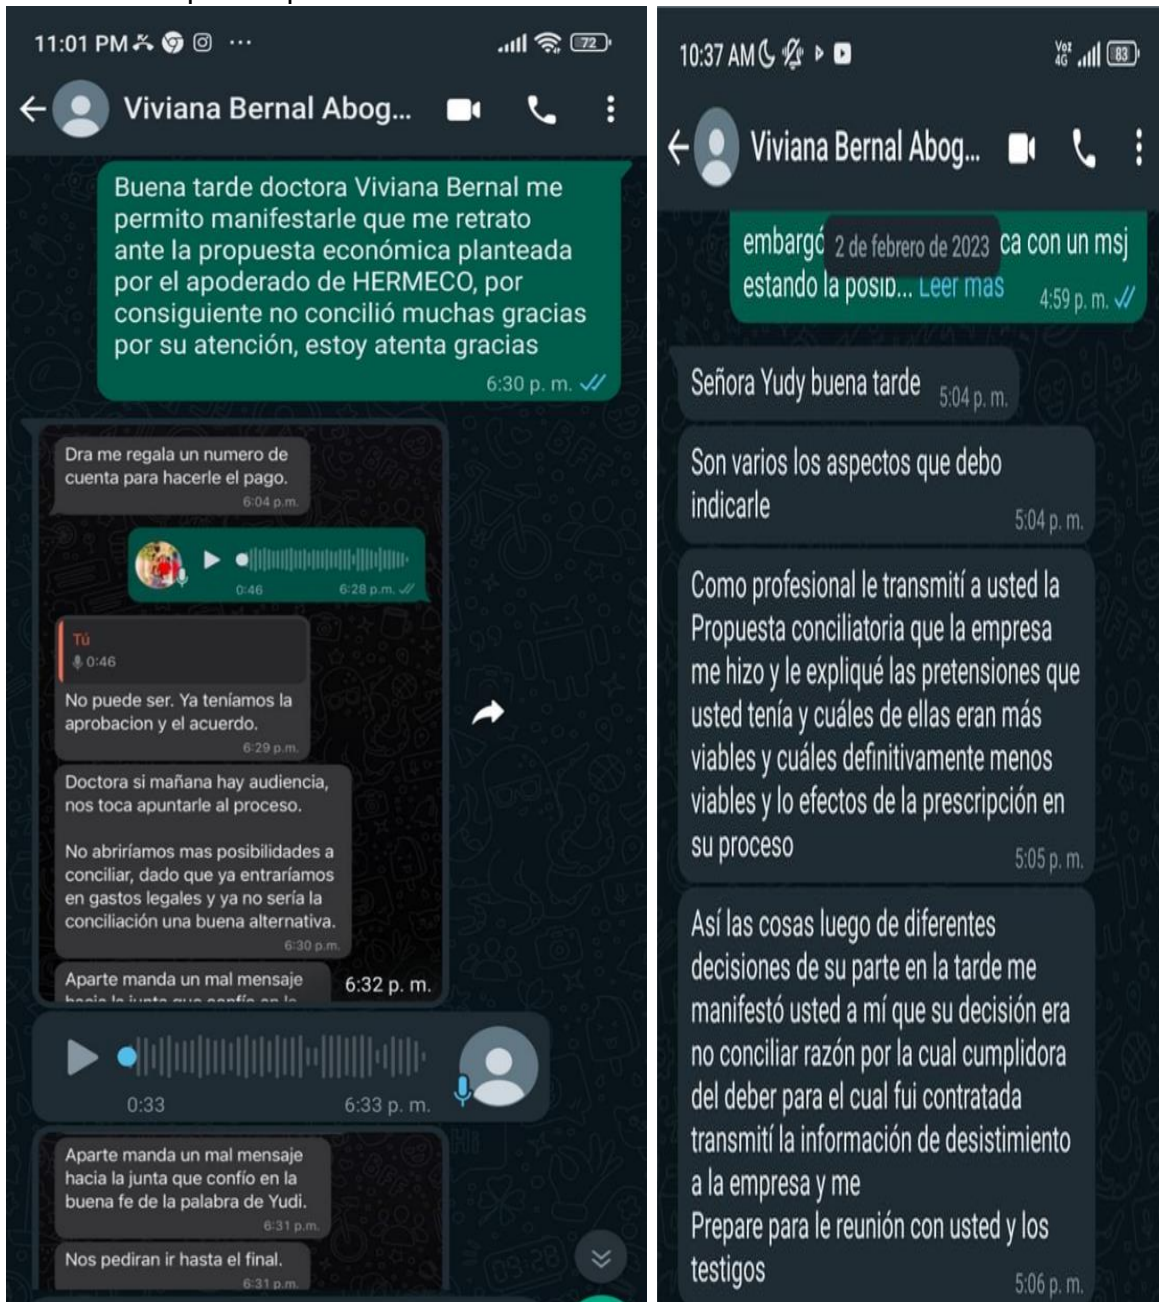 11:01 PM
72
Viviana Bernal Abog...
Buena tarde doctora Viviana Bernal me
permito manifestarle que me retrato
ante la propuesta económica planteada
por el apoderado de HERMECO, por
consiguiente no concilió muchas gracias
por su atención, estoy atenta gracias
6:30 p. m.
Dra me regala un numero de
cuenta para hacerle el pago.
6:04 p.m.
0:46 6:28 p.m.
Tú
0:46
No puede ser. Ya teníamos la
aprobacion y el acuerdo.
6:29 p.m.
Doctora si mañana hay audiencia,
nos toca apuntarle al proceso.
No abriríamos mas posibilidades a
conciliar, dado que ya entraríamos
en gastos legales y ya no sería la
conciliación una buena alternativa.
6:30 p.m.
Aparte manda un mal mensaje
6:32 p. m.
0:33 6:33 p. m.
Aparte manda un mal mensaje
hacia la junta que confío en la
buena fe de la palabra de Yudi.
6:31 p.m.
Nos pediran ir hasta el final.
6:31 p.m.
10:37 AM
Voz
4G
83
Viviana Bernal Abog...
embargó 2 de febrero de 2023 ca con un msj
estando la posib... Leer más
4:59 p. m.
Señora Yudy buena tarde
5:04 p. m.
Son varios los aspectos que debo
indicarle
5:04 p. m.
Como profesional le transmití a usted la
Propuesta conciliatoria que la empresa
me hizo y le expliqué las pretensiones que
usted tenía y cuáles de ellas eran más
viables y cuáles definitivamente menos
viables y lo efectos de la prescripción en
su proceso
5:05 p. m.
Así las cosas luego de diferentes
decisiones de su parte en la tarde me
manifestó usted a mí que su decisión era
no conciliar razón por la cual cumplidora
del deber para el cual fui contratada
transmití la información de desistimiento
a la empresa y me
Prepare para le reunión con usted y los
testigos
5:06 p. m.